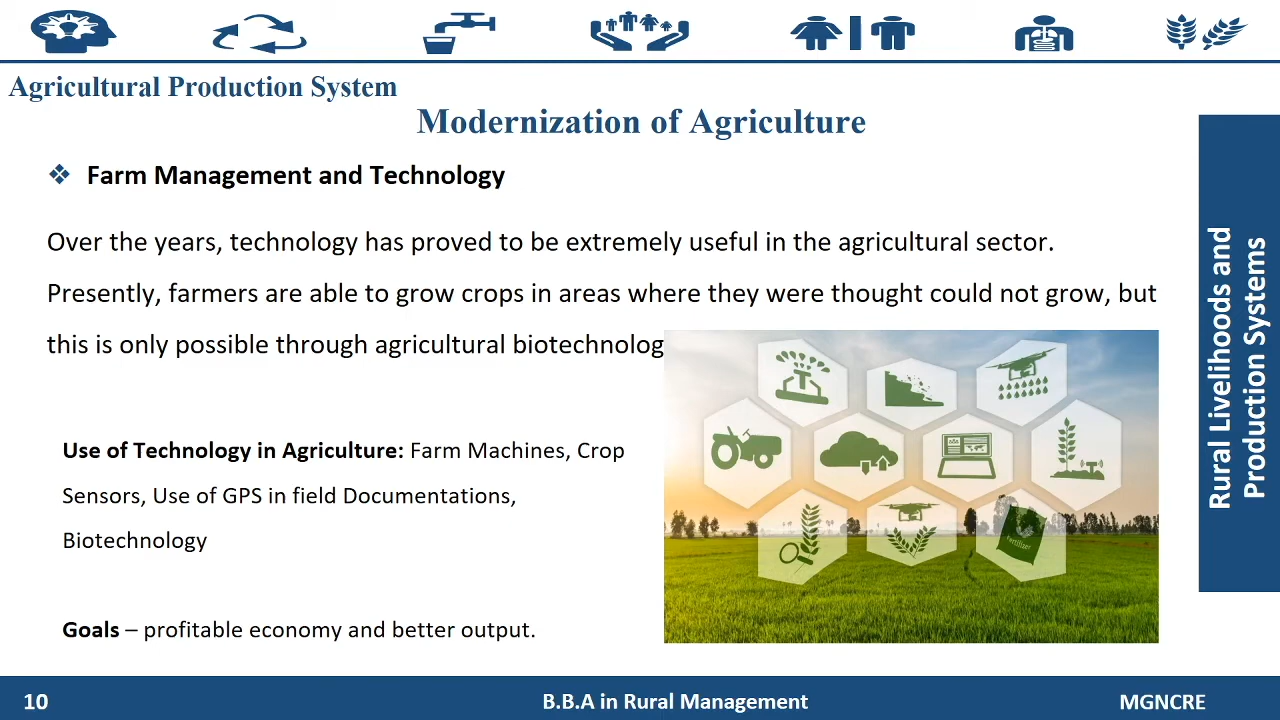 Agricultural Production System
Modernization of Agriculture
Farm Management and Technology
Over the years, technology has proved to be extremely useful in the agricultural sector.
Presently, farmers are able to grow crops in areas where they were thought could not grow, but
this is only possible through agricultural biotechnolog
Use of Technology in Agriculture: Farm Machines, Crop
Sensors, Use of GPS in field Documentations,
Biotechnology
Goals – profitable economy and better output.
Fertilizer
Rural Livelihoods and
Production Systems
10
B.B.A in Rural Management
MGNCRE